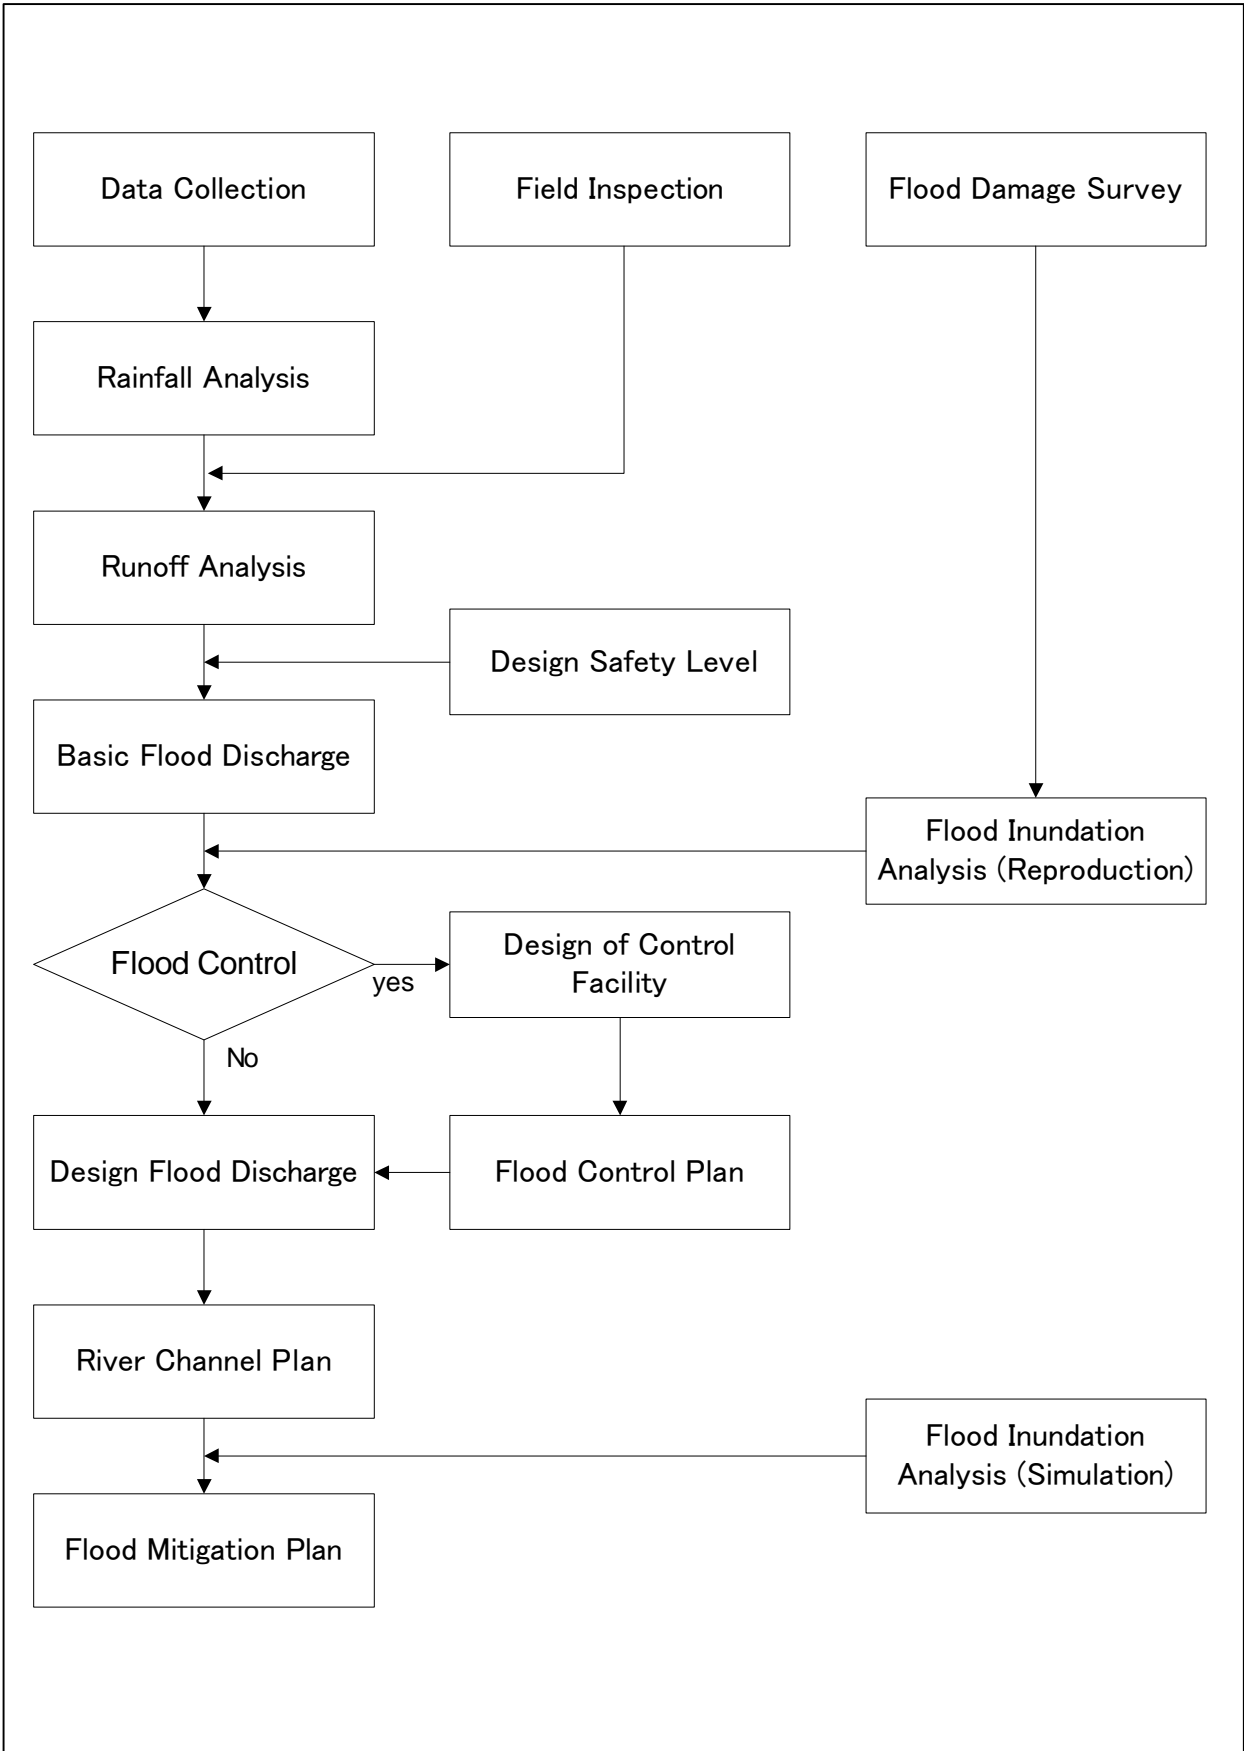 Data Collection
Field Inspection
Flood Damage Survey
Rainfall Analysis
Runoff Analysis
Design Safety Level
Basic Flood Discharge
Flood Inundation
Analysis (Reproduction)
Flood Control
yes
Design of Control
Facility
No
Design Flood Discharge
Flood Control Plan
River Channel Plan
Flood Inundation
Analysis (Simulation)
Flood Mitigation Plan